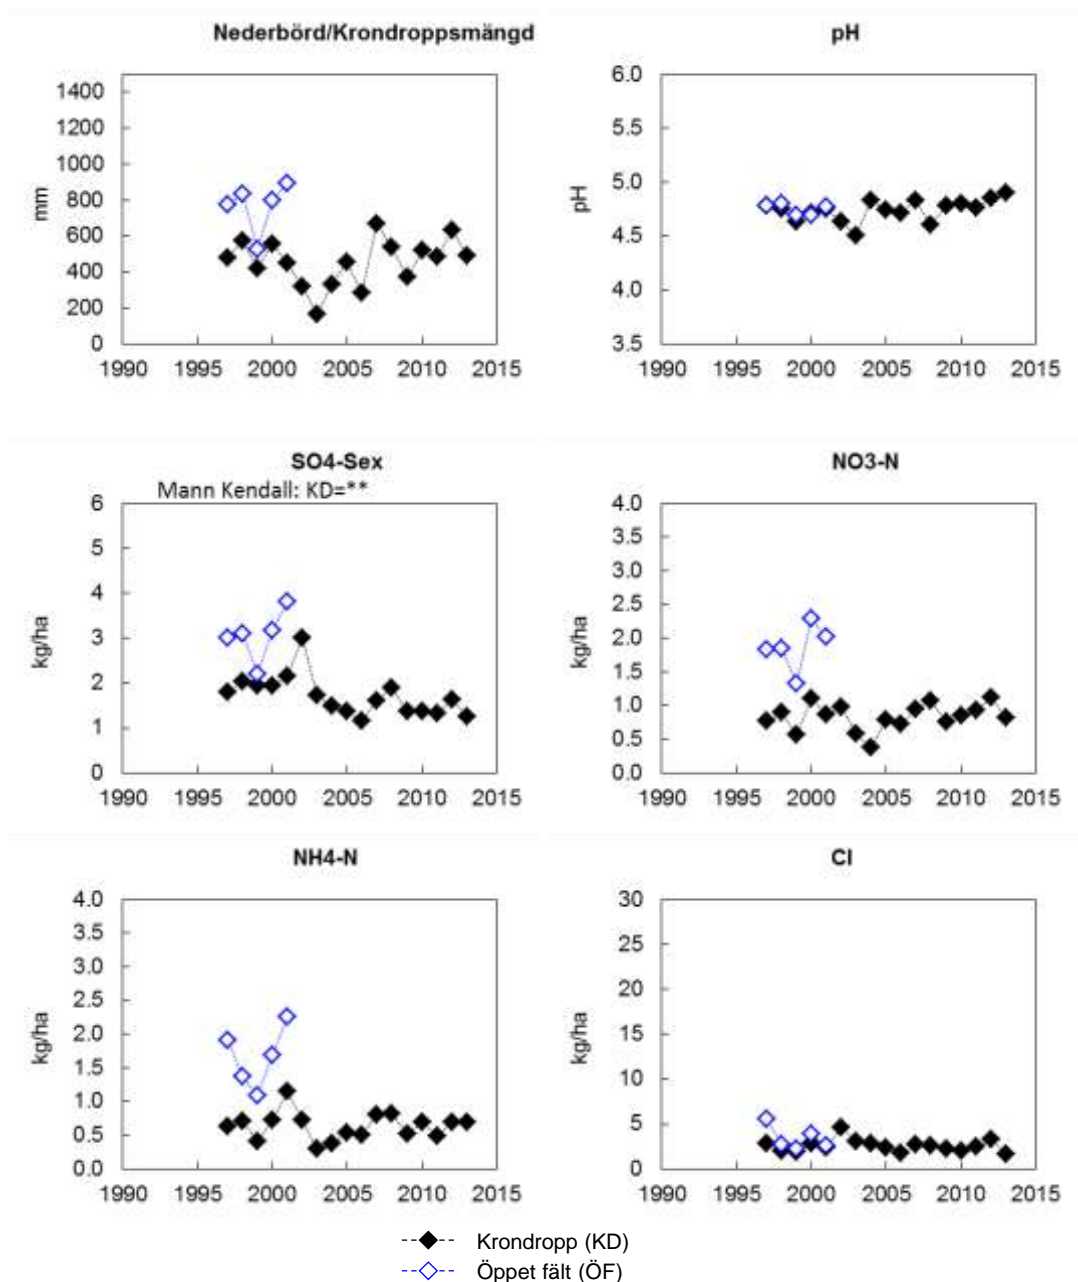 Nederbörd/Krondroppsmängd
1400
1200
1000
800
600
400
200
0
mm
1990 1995 2000 2005 2010 2015
pH
6.0
5.5
5.0
4.5
4.0
3.5
pH
1990 1995 2000 2005 2010 2015
SO4-Sex
Mann Kendall: KD=**
6
5
4
3
2
1
0
kg/ha
1990 1995 2000 2005 2010 2015
NO3-N
4.0
3.5
3.0
2.5
2.0
1.5
1.0
0.5
0.0
kg/ha
1990 1995 2000 2005 2010 2015
NH4-N
4.0
3.5
3.0
2.5
2.0
1.5
1.0
0.5
0.0
kg/ha
1990 1995 2000 2005 2010 2015
Cl
30
25
20
15
10
5
0
kg/ha
1990 1995 2000 2005 2010 2015
Krondropp (KD)
Öppet fält (ÖF)